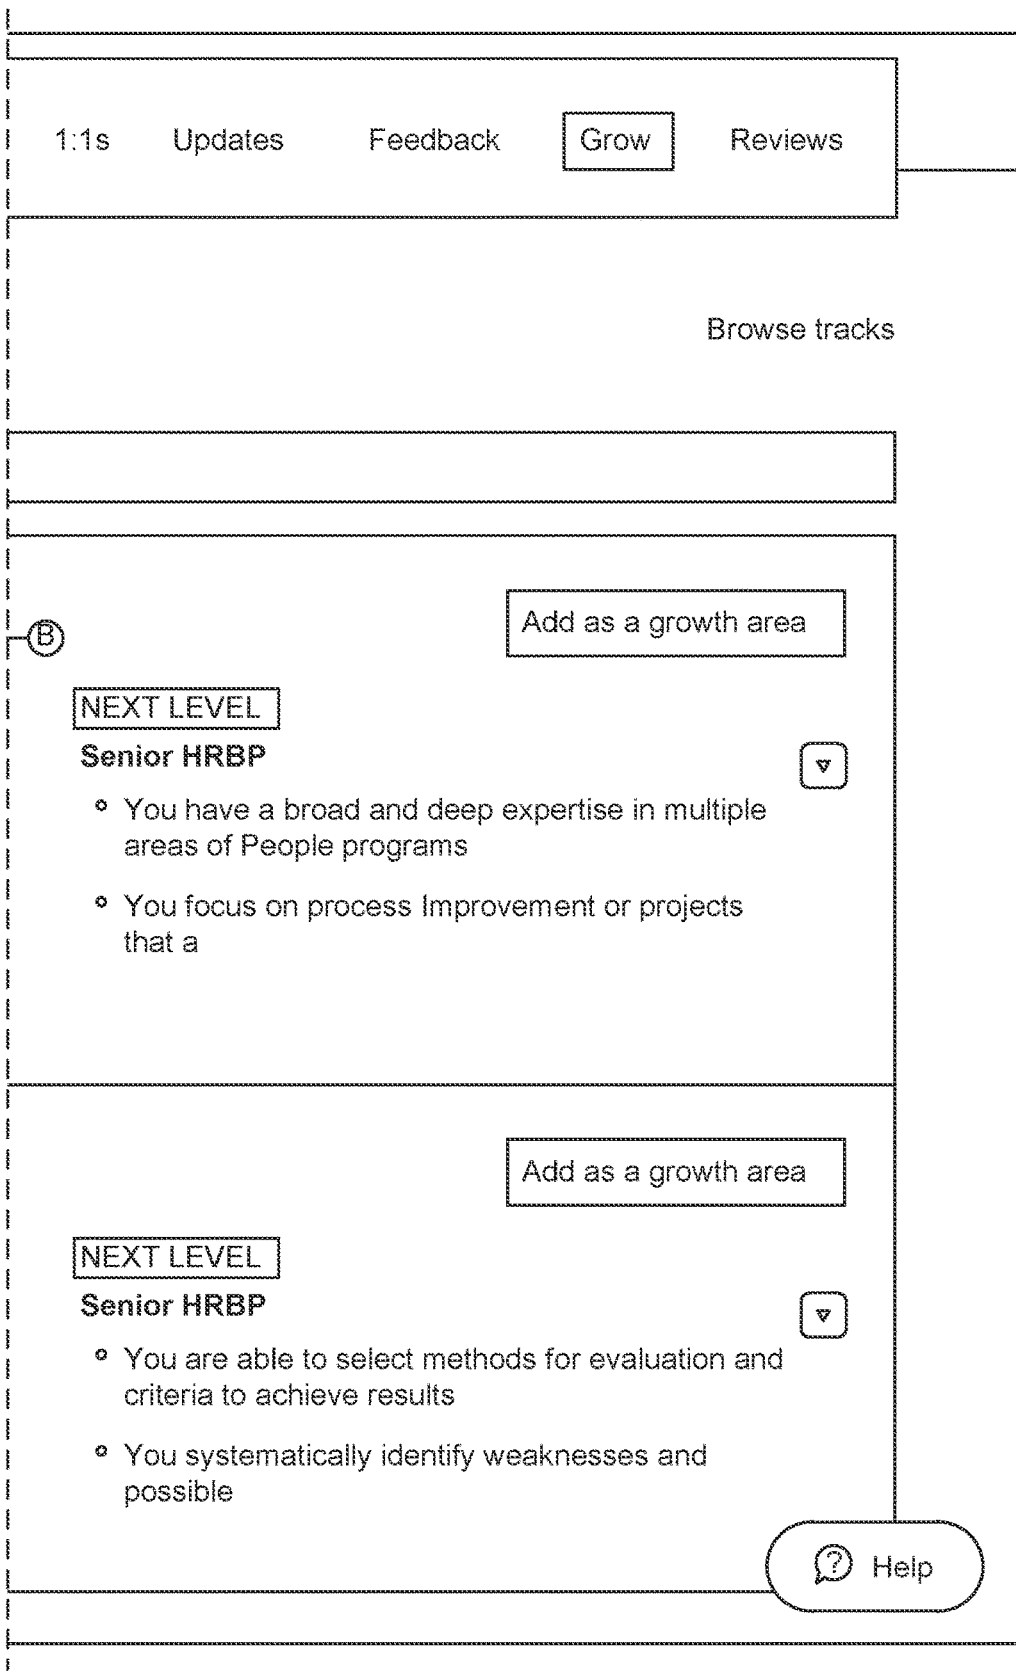 1:1s Updates Feedback Grow Reviews
Browse tracks
Add as a growth area
B
NEXT LEVEL
Senior HRBP
You have a broad and deep expertise in multiple
areas of People programs
You focus on process Improvement or projects
that a
Add as a growth area
NEXT LEVEL
Senior HRBP
You are able to select methods for evaluation and
criteria to achieve results
You systematically identify weaknesses and
possible
? Help